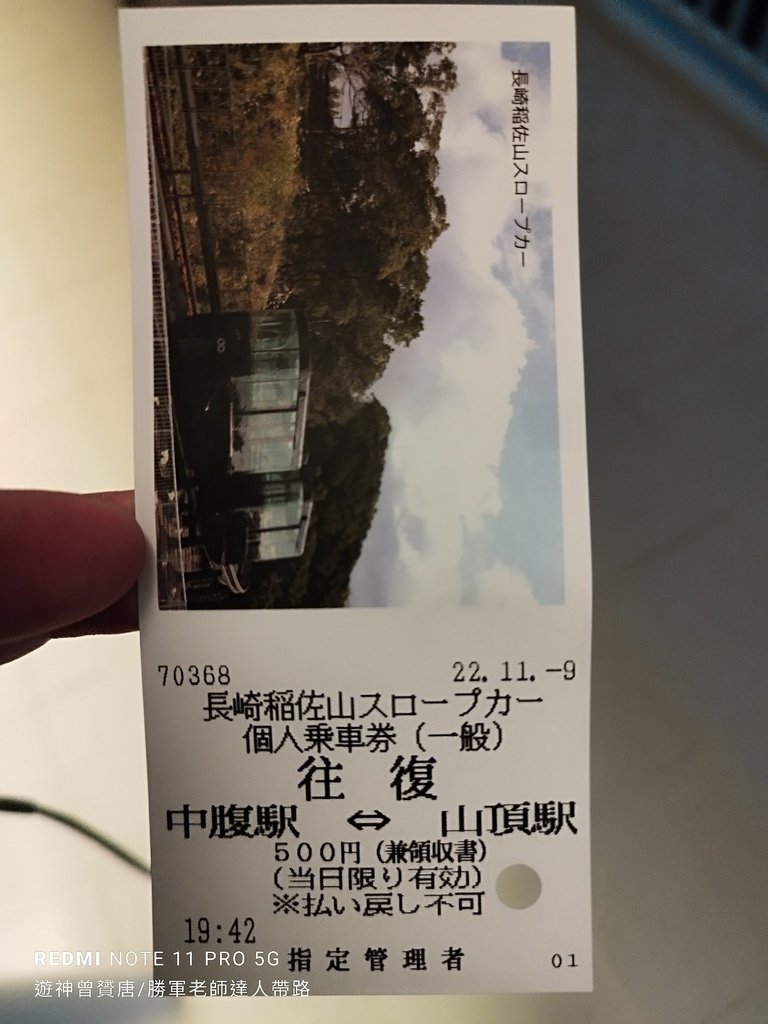 長崎稲佐山スロープカー
70368 22.11.-9
長崎稲佐山スロープカー
個人乗車券（一般）
往 復
中腹駅 ⇔ 山頂駅
500円（兼領収書）
（当日限り有効）
※払い戻し不可
19:42
指定管理者 01
REDMI NOTE 11 PRO 5G
遊神曾贇唐/勝軍老師達人帶路